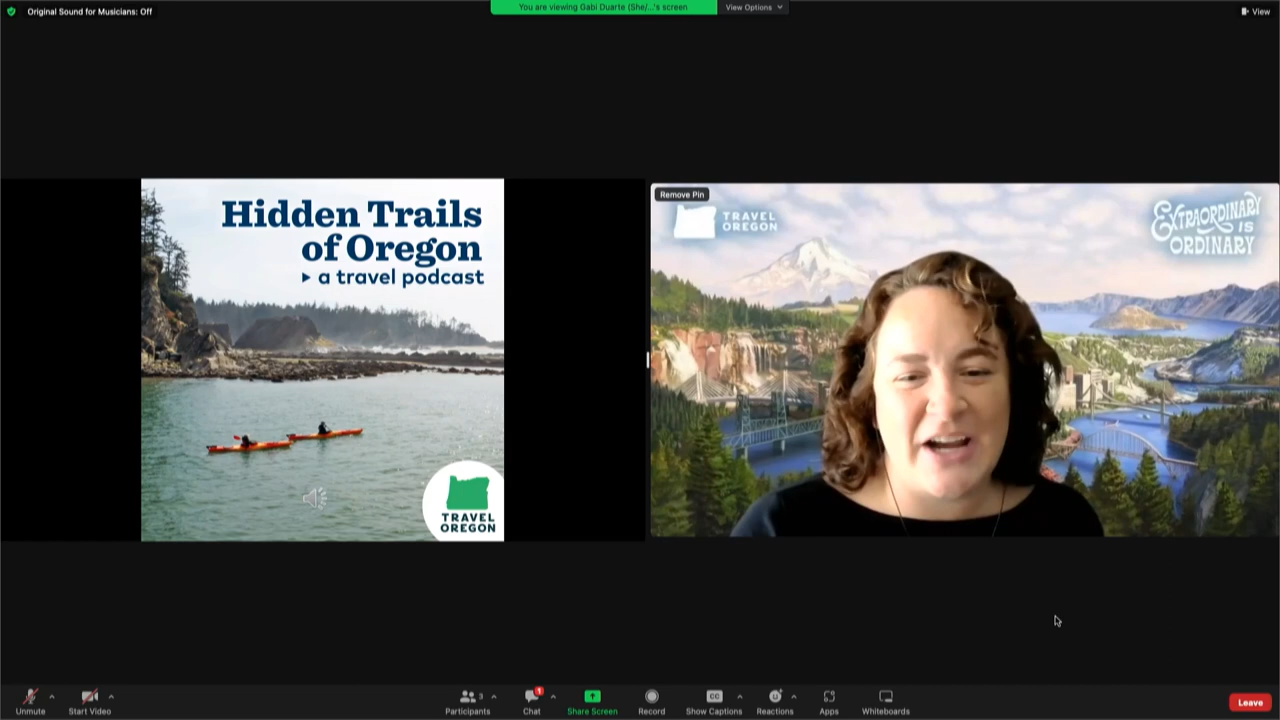 Original Sound for Musicians: Off
You are viewing Gabi Duarte (She/...'s screen
View Options
View
Hidden Trails
of Oregon
a travel podcast
TRAVEL
OREGON
Remove Pin
TRAVEL
OREGON
EXTRAORDINARY
IS
ORDINARY
Unmute
Start Video
3
Participants
1
Chat
Share Screen
Record
CC
Show Captions
Reactions
Apps
Whiteboards
Leave